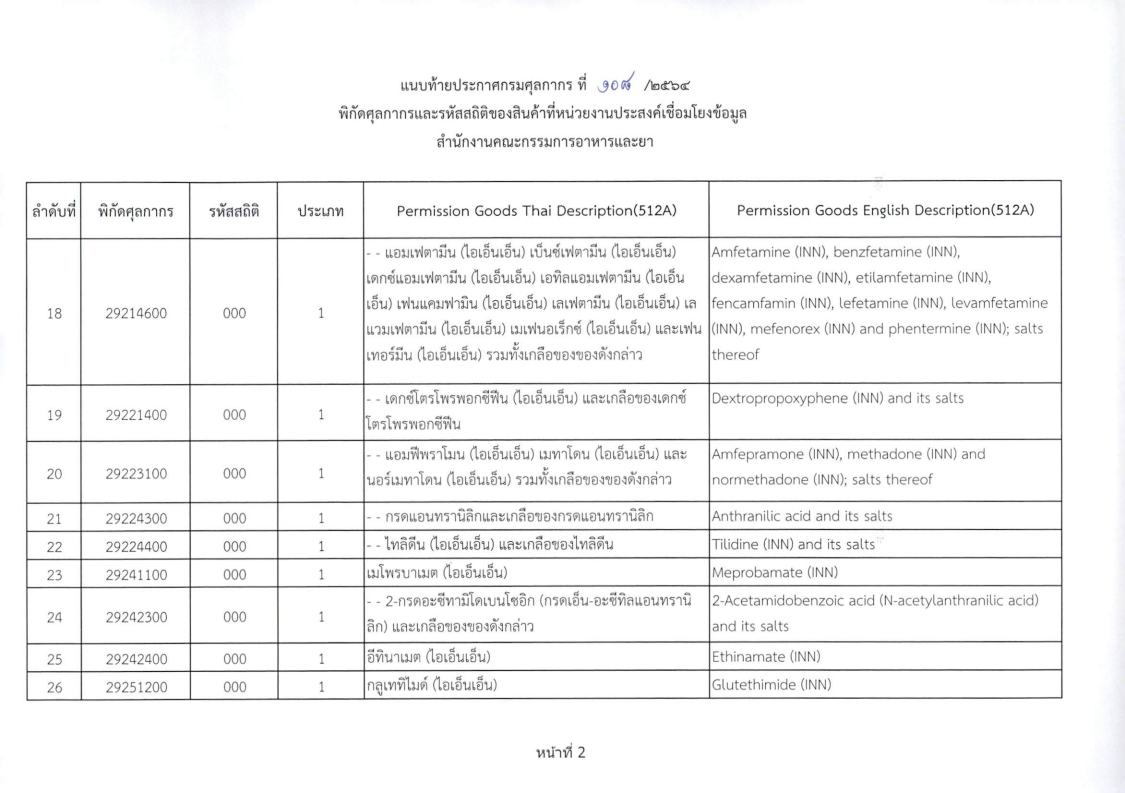 แนบท้ายประกาศกรมศุลกากร ที่ ๑๐๘ /๒๕๖๔
พิกัดศุลกากรและรหัสสถิติของสินค้าที่หน่วยงานประสงค์เชื่อมโยงข้อมูล
สำนักงานคณะกรรมการอาหารและยา
ลำดับที่ พิกัดศุลกากร รหัสสถิติ ประเภท Permission Goods Thai Description(512A) Permission Goods English Description(512A)
18 29214600 000 1
- - แอมเฟตามีน (ไอเอ็นเอ็น) เบ็นซ์เฟตามีน (ไอเอ็นเอ็น)
เดกซ์แอมเฟตามีน (ไอเอ็นเอ็น) เอทิลแอมเฟตามีน (ไอเอ็น
เอ็น) เฟนแคมฟามิน (ไอเอ็นเอ็น) เลเฟตามีน (ไอเอ็นเอ็น) เล
แวมเฟตามีน (ไอเอ็นเอ็น) เมเฟนอเร็กซ์ (ไอเอ็นเอ็น) และเฟน
เทอร์มีน (ไอเอ็นเอ็น) รวมทั้งเกลือของของดังกล่าว
Amfetamine (INN), benzfetamine (INN),
dexamfetamine (INN), etilamfetamine (INN),
fencamfamin (INN), lefetamine (INN), levamfetamine
(INN), mefenorex (INN) and phentermine (INN); salts
thereof
19 29221400 000 1
- - เดกซ์โตรโพรพอกซีฟีน (ไอเอ็นเอ็น) และเกลือของเดกซ์
โตรโพรพอกซีฟีน
Dextropropoxyphene (INN) and its salts
20 29223100 000 1
- - แอมฟีพราโมน (ไอเอ็นเอ็น) เมทาโดน (ไอเอ็นเอ็น) และ
นอร์เมทาโดน (ไอเอ็นเอ็น) รวมทั้งเกลือของของดังกล่าว
Amfepramone (INN), methadone (INN) and
normethadone (INN); salts thereof
21 29224300 000 1 - - กรดแอนทรานิลิกและเกลือของกรดแอนทรานิลิก Anthranilic acid and its salts
22 29224400 000 1 - - ไทลิดีน (ไอเอ็นเอ็น) และเกลือของไทลิดีน Tilidine (INN) and its salts
23 29241100 000 1 เมโพรบาเมต (ไอเอ็นเอ็น) Meprobamate (INN)
24 29242300 000 1
- - 2-กรดอะซีทามิโดเบนโซอิก (กรดเอ็น-อะซีทิลแอนทรานิ
ลิก) และเกลือของของดังกล่าว
2-Acetamidobenzoic acid (N-acetylanthranilic acid)
and its salts
25 29242400 000 1 อีทินาเมต (ไอเอ็นเอ็น) Ethinamate (INN)
26 29251200 000 1 กลูเททิไมด์ (ไอเอ็นเอ็น) Glutethimide (INN)
หน้าที่ 2